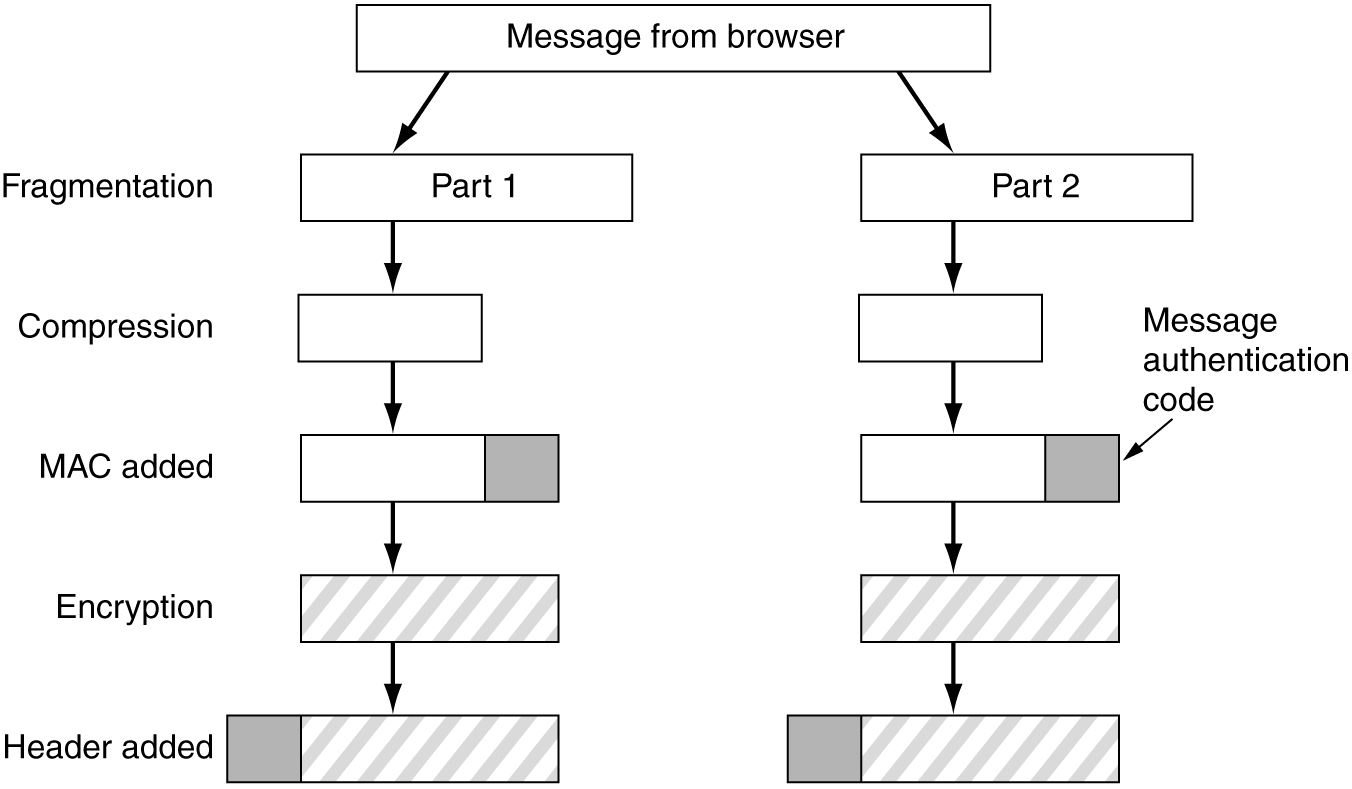 Message from browser
Fragmentation
Part 1
Part 2
Compression
Message
authentication
code
MAC added
Encryption
Header added